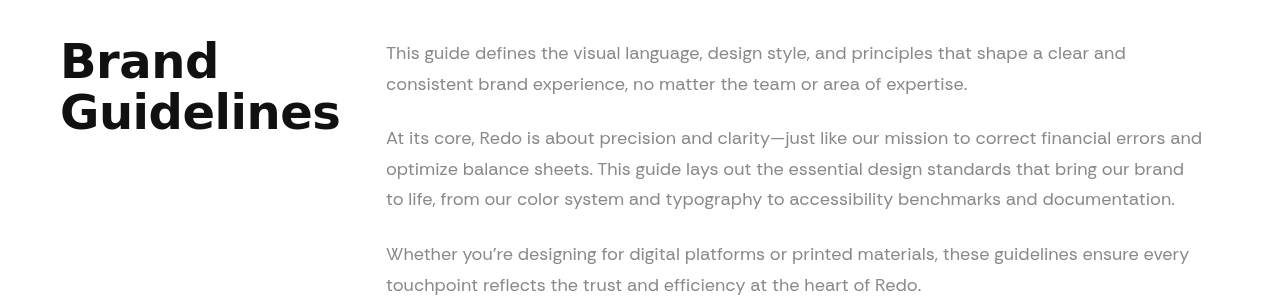 Brand
Guidelines
This guide defines the visual language, design style, and principles that shape a clear and
consistent brand experience, no matter the team or area of expertise.
At its core, Redo is about precision and clarity—just like our mission to correct financial errors and
optimize balance sheets. This guide lays out the essential design standards that bring our brand
to life, from our color system and typography to accessibility benchmarks and documentation.
Whether you’re designing for digital platforms or printed materials, these guidelines ensure every
touchpoint reflects the trust and efficiency at the heart of Redo.